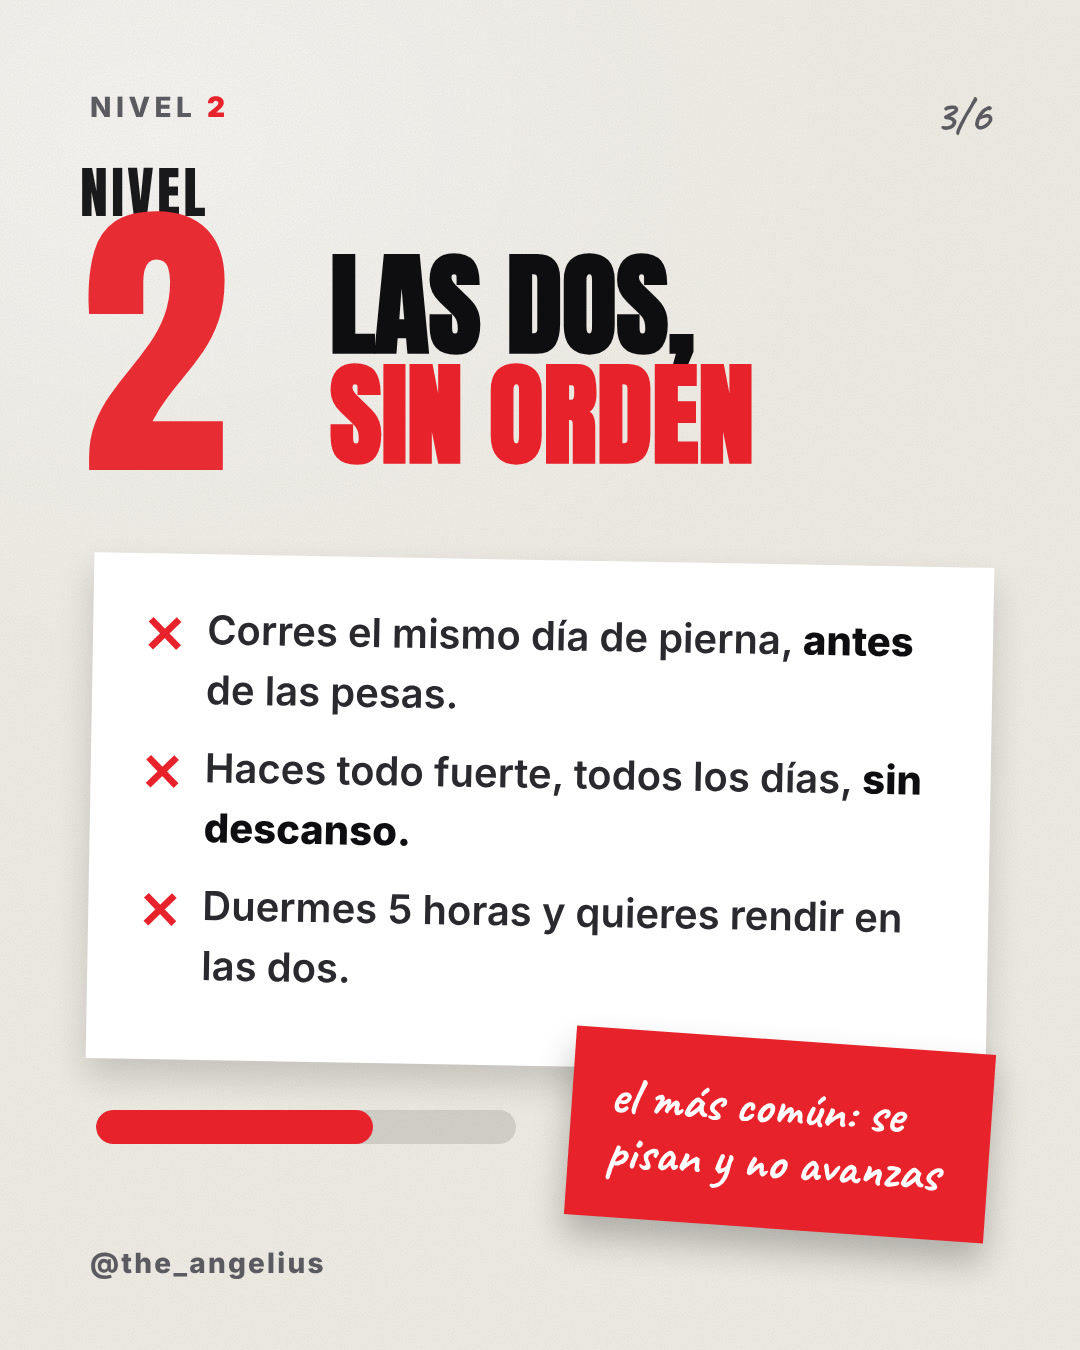 NIVEL 2
3/6
NIVEL
2
LAS DOS,
SIN ORDEN
Corres el mismo día de pierna, antes
de las pesas.
Haces todo fuerte, todos los días, sin
descanso.
Duermes 5 horas y quieres rendir en
las dos.
el más común: se
pisan y no avanzas
@the_angelius